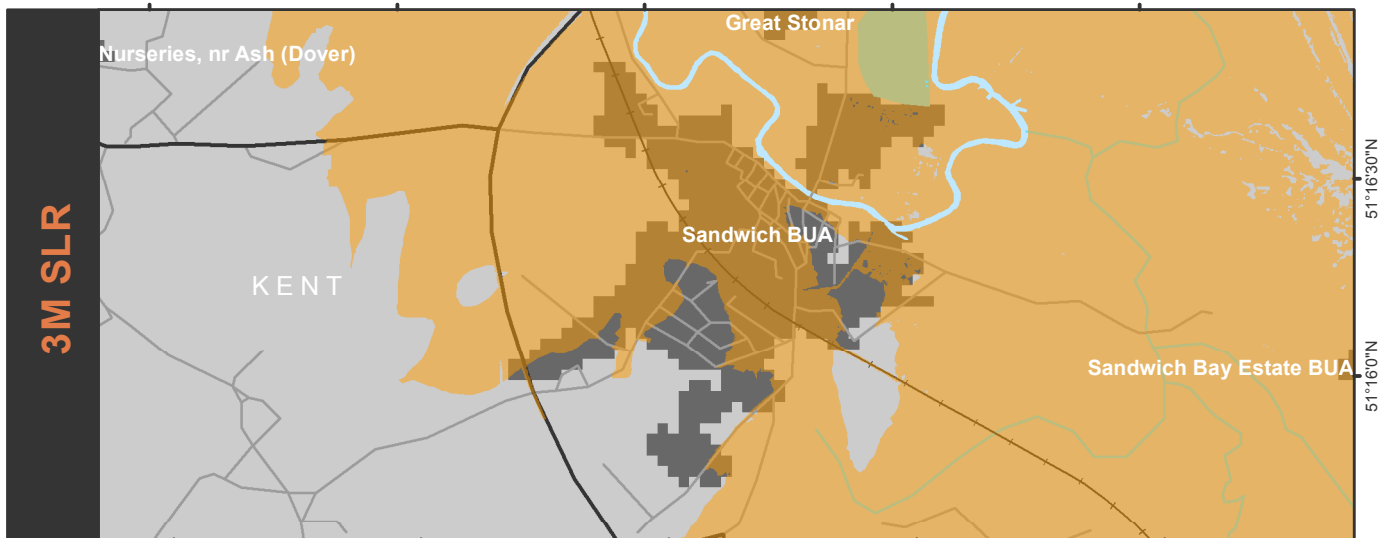 3M SLR
Great Stonar
Nurseries, nr Ash (Dover)
51°16'30"N
Sandwich BUA
KENT
Sandwich Bay Estate BUA
51°16'0"N